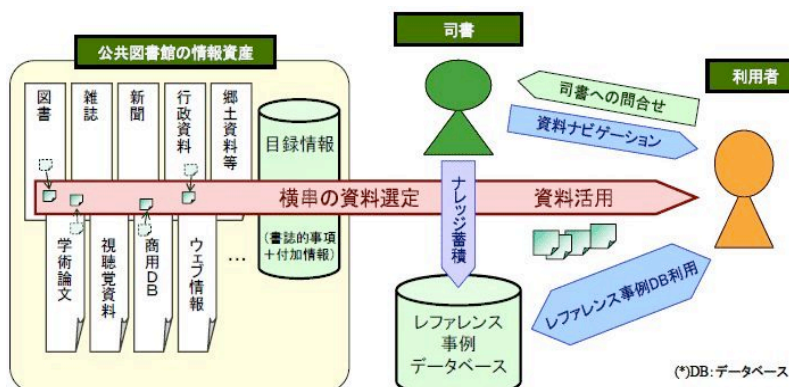 公共図書館の情報資産
司書
利用者
図書
雑誌
新聞
行政資料
郷土資料等
目録情報
(書誌的事項
+付加情報)
学術論文
視聴覚資料
商用DB
ウェブ情報
…
横串の資料選定
資料活用
司書への問合せ
資料ナビゲーション
ナレッジ蓄積
レファレンス
事例
データベース
レファレンス事例DB利用
(*)DB:データベース